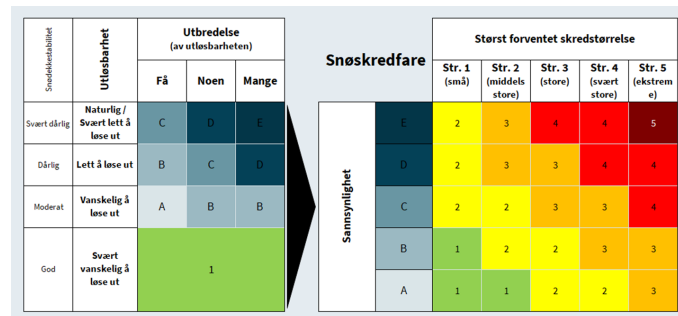 Snødekkestabilitet
Utløsbarhet
Utbredelse
(av utløsbarheten)
Få
Noen
Mange
Svært dårlig
Naturlig /
Svært lett å
løse ut
C
D
E
Dårlig
Lett å løse ut
B
C
D
Moderat
Vanskelig å
løse ut
A
B
B
God
Svært
vanskelig å
løse ut
1
Snøskredfare
Størst forventet skredstørrelse
Str. 1
(små)
Str. 2
(middels
store)
Str. 3
(store)
Str. 4
(svært
store)
Str. 5
(ekstrem
e)
Sannsynlighet
E
2
3
4
4
5
D
2
3
3
4
4
C
2
2
3
3
4
B
1
2
2
3
3
A
1
1
2
2
3